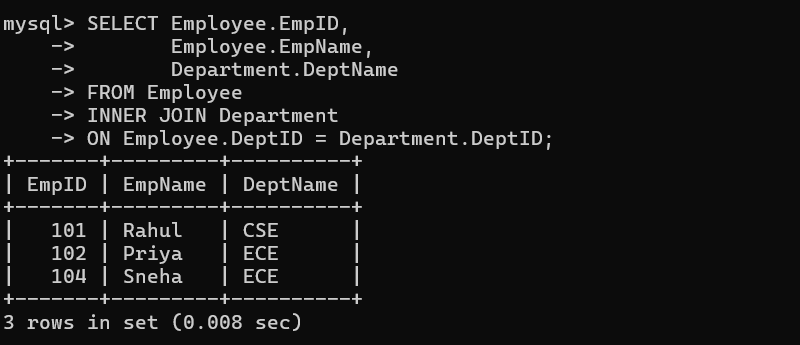 mysql> SELECT Employee.EmpID,
    ->        Employee.EmpName,
    ->        Department.DeptName
    -> FROM Employee
    -> INNER JOIN Department
    -> ON Employee.DeptID = Department.DeptID;
+-------+---------+----------+
| EmpID | EmpName | DeptName |
+-------+---------+----------+
|   101 | Rahul   | CSE      |
|   102 | Priya   | ECE      |
|   104 | Sneha   | ECE      |
+-------+---------+----------+
3 rows in set (0.008 sec)